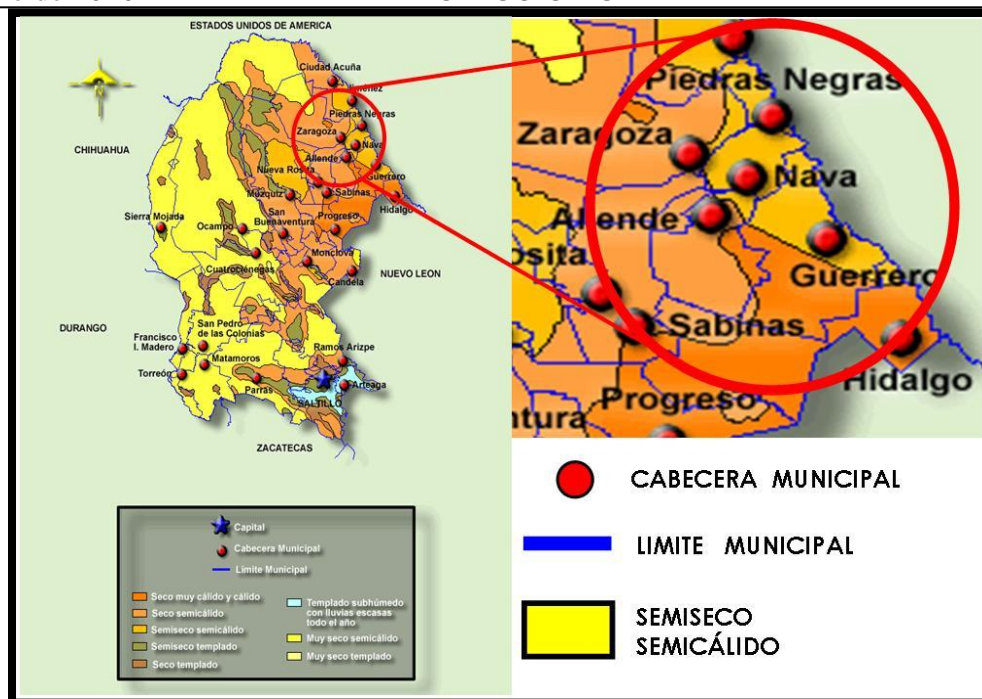 ESTADOS UNIDOS DE AMERICA
Ciudad Acuña
Jiménez
Piedras Negras
Zaragoza
Nava
Allende
CHIHUAHUA
Nueva Rosita
Guerrero
Múzquiz
Sabinas
Hidalgo
San
Buenaventura
Progreso
Sierra Mojada
Ocampo
Monclova
Cuatrociénegas
NUEVO LEON
Candela
DURANGO
San Pedro
de las Colonias
Francisco
I. Madero
Ramos Arizpe
Matamoros
Torreón
Parras
Arteaga
SALTILLO
ZACATECAS
Capital
Cabecera Municipal
Límite Municipal
Seco muy cálido y cálido
Seco semicálido
Semiseco semicálido
Semiseco templado
Seco templado
Templado subhúmedo
con lluvias escasas
todo el año
Muy seco semicálido
Muy seco templado
Piedras Negras
Zaragoza
Nava
Allende
osita
Guerrero
Sabinas
Hidalgo
Progreso
ntura
CABECERA MUNICIPAL
LIMITE MUNICIPAL
SEMISECO
SEMICÁLIDO